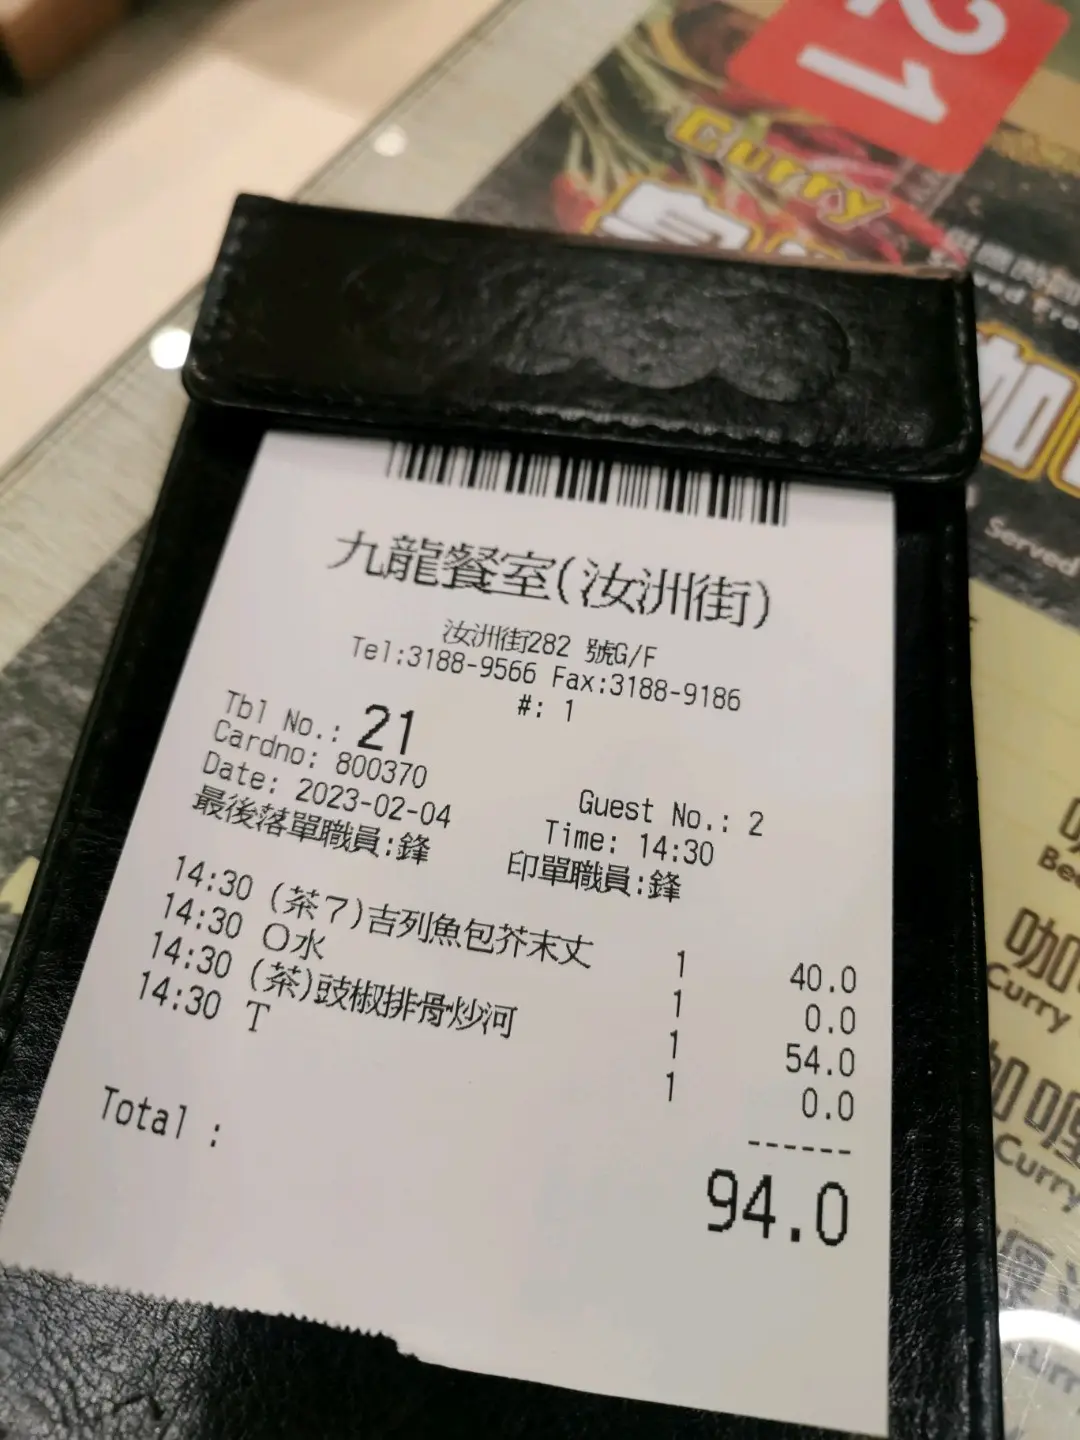 21
Curry
九龍餐室(汝洲街)
汝洲街282 號G/F
Tel:3188-9566 Fax:3188-9186
#: 1
Tbl No.: 21
Cardno: 800370 Guest No.: 2
Date: 2023-02-04 Time: 14:30
最後落單職員:鋒 印單職員:鋒
14:30 (茶7)吉列魚包芥末丈 1 40.0
14:30 O水 1 0.0
14:30 (茶)豉椒排骨炒河 1 54.0
14:30 T 1 0.0
------
Total : 94.0
咖
Served
咖
Curry
咖喱
Curry